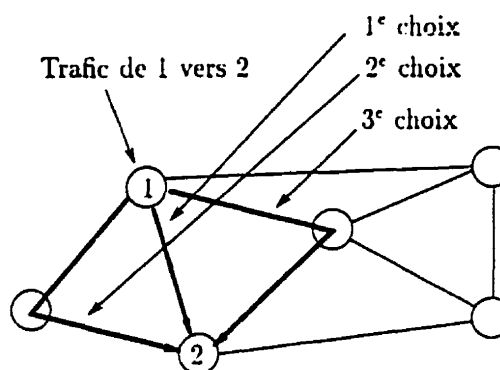 1ᵉ choix
Trafic de 1 vers 2
2ᵉ choix
3ᵉ choix
1
2